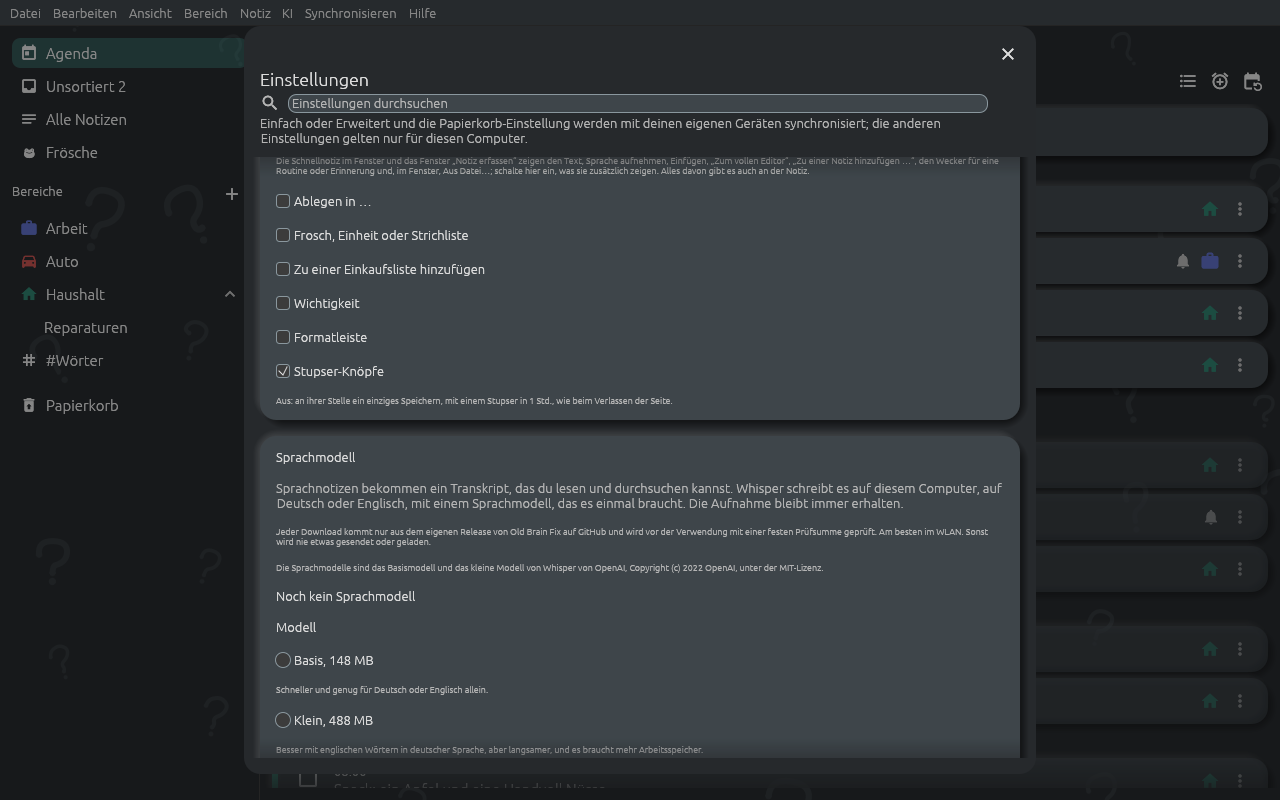 Datei Bearbeiten Ansicht Bereich Notiz KI Synchronisieren Hilfe
Agenda
Unsortiert 2
Alle Notizen
Frösche
Bereiche
Arbeit
Auto
Haushalt
Reparaturen
#Wörter
Papierkorb
Einstellungen
Einstellungen durchsuchen
Einfach oder Erweitert und die Papierkorb-Einstellung werden mit deinen eigenen Geräten synchronisiert; die anderen
Einstellungen gelten nur für diesen Computer.
Die Schnellnotiz im Fenster und das Fenster „Notiz erfassen“ zeigen den Text, Sprache aufnehmen, Einfügen, „Zum vollen Editor“, „Zu einer Notiz hinzufügen …“, den Wecker für eine
Routine oder Erinnerung und, im Fenster, Aus Datei…; schalte hier ein, was sie zusätzlich zeigen. Alles davon gibt es auch an der Notiz.
Ablegen in …
Frosch, Einheit oder Strichliste
Zu einer Einkaufsliste hinzufügen
Wichtigkeit
Formatleiste
Stupser-Knöpfe
Aus: an ihrer Stelle ein einziges Speichern, mit einem Stupser in 1 Std., wie beim Verlassen der Seite.
Sprachmodell
Sprachnotizen bekommen ein Transkript, das du lesen und durchsuchen kannst. Whisper schreibt es auf diesem Computer, auf
Deutsch oder Englisch, mit einem Sprachmodell, das es einmal braucht. Die Aufnahme bleibt immer erhalten.
Jeder Download kommt nur aus dem eigenen Release von Old Brain Fix auf GitHub und wird vor der Verwendung mit einer festen Prüfsumme geprüft. Am besten im WLAN. Sonst
wird nie etwas gesendet oder geladen.
Die Sprachmodelle sind das Basismodell und das kleine Modell von Whisper von OpenAI, Copyright (c) 2022 OpenAI, unter der MIT-Lizenz.
Noch kein Sprachmodell
Modell
Basis, 148 MB
Schneller und genug für Deutsch oder Englisch allein.
Klein, 488 MB
Besser mit englischen Wörtern in deutscher Sprache, aber langsamer, und es braucht mehr Arbeitsspeicher.